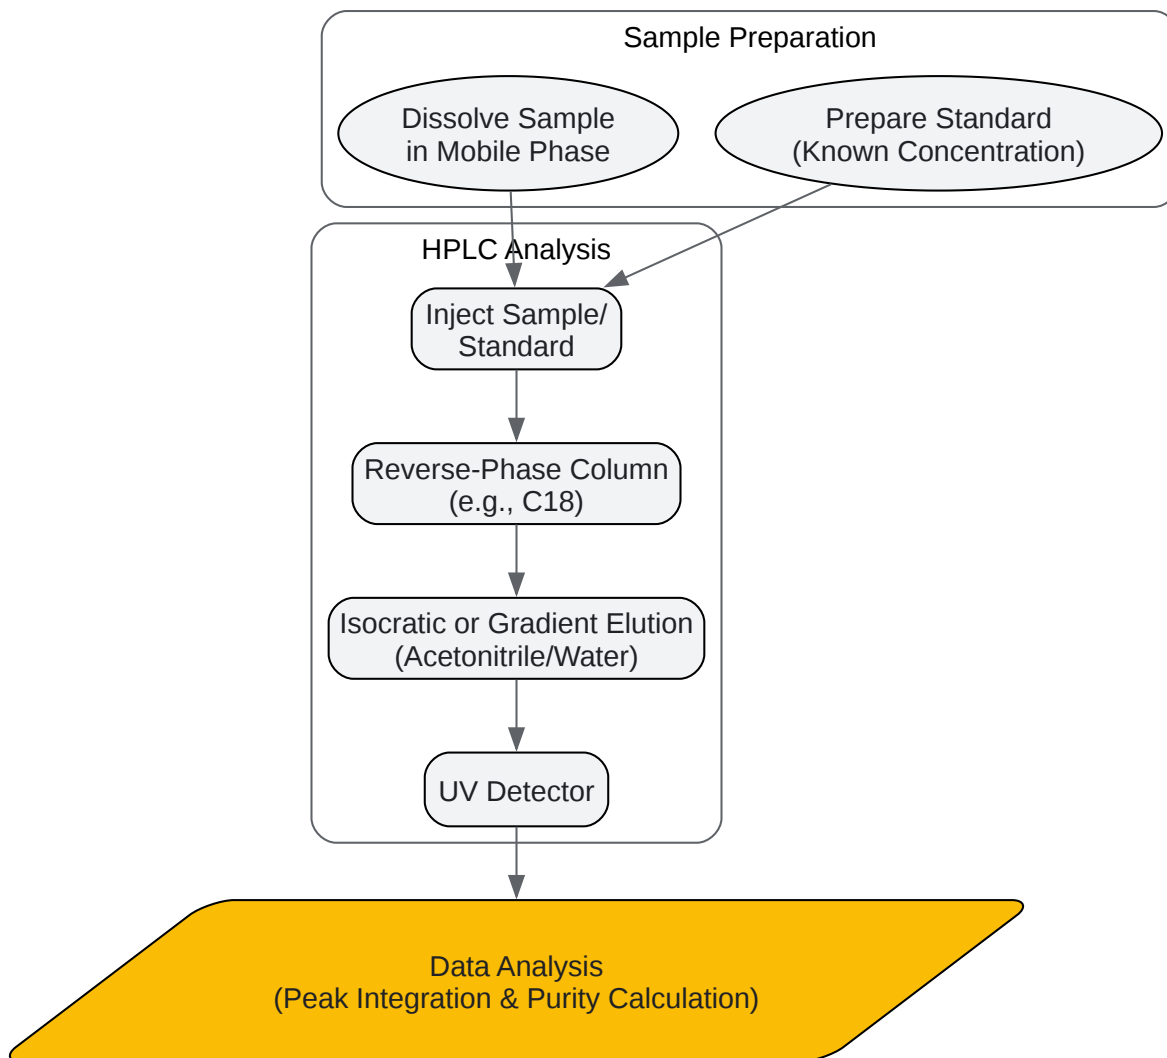 Sample Preparation
Dissolve Sample
in Mobile Phase
Prepare Standard
(Known Concentration)
HPLC Analysis
Inject Sample/
Standard
Reverse-Phase Column
(e.g., C18)
Isocratic or Gradient Elution
(Acetonitrile/Water)
UV Detector
Data Analysis
(Peak Integration & Purity Calculation)